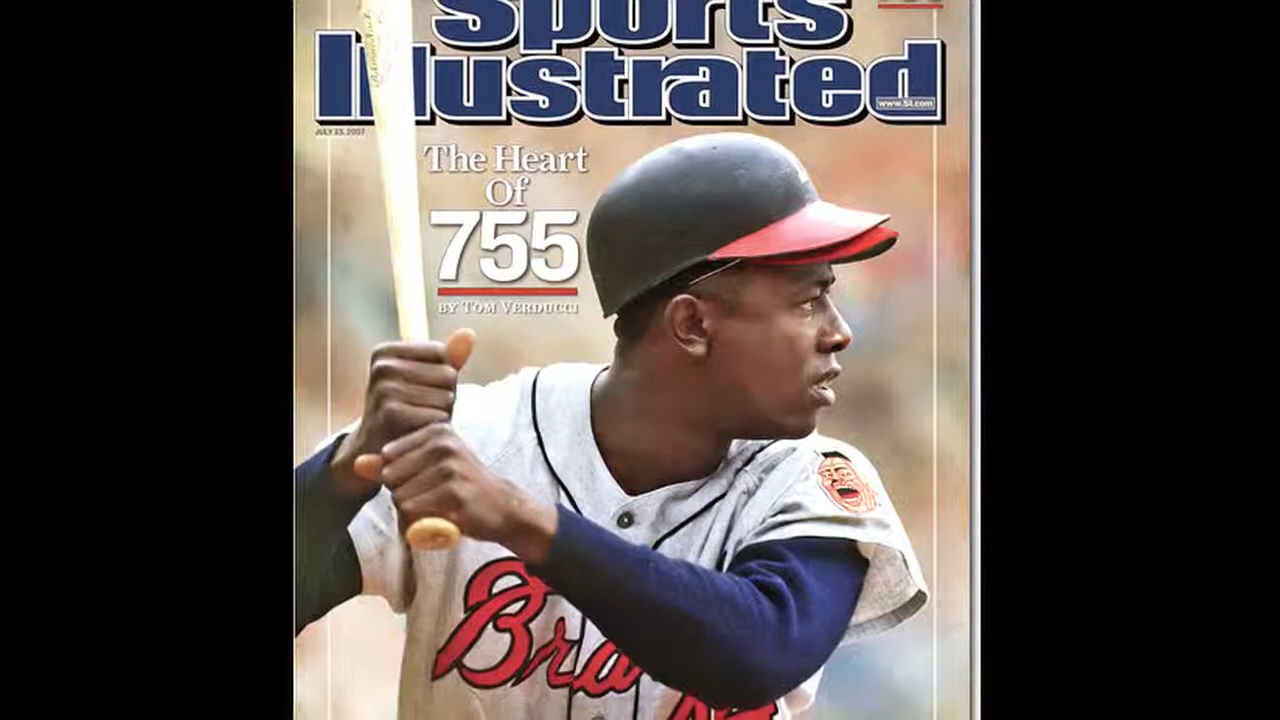 Sports
Illustrated
www.SI.com
JULY 23, 2007
The Heart
Of
755
BY TOM VERDUCCI
Bra